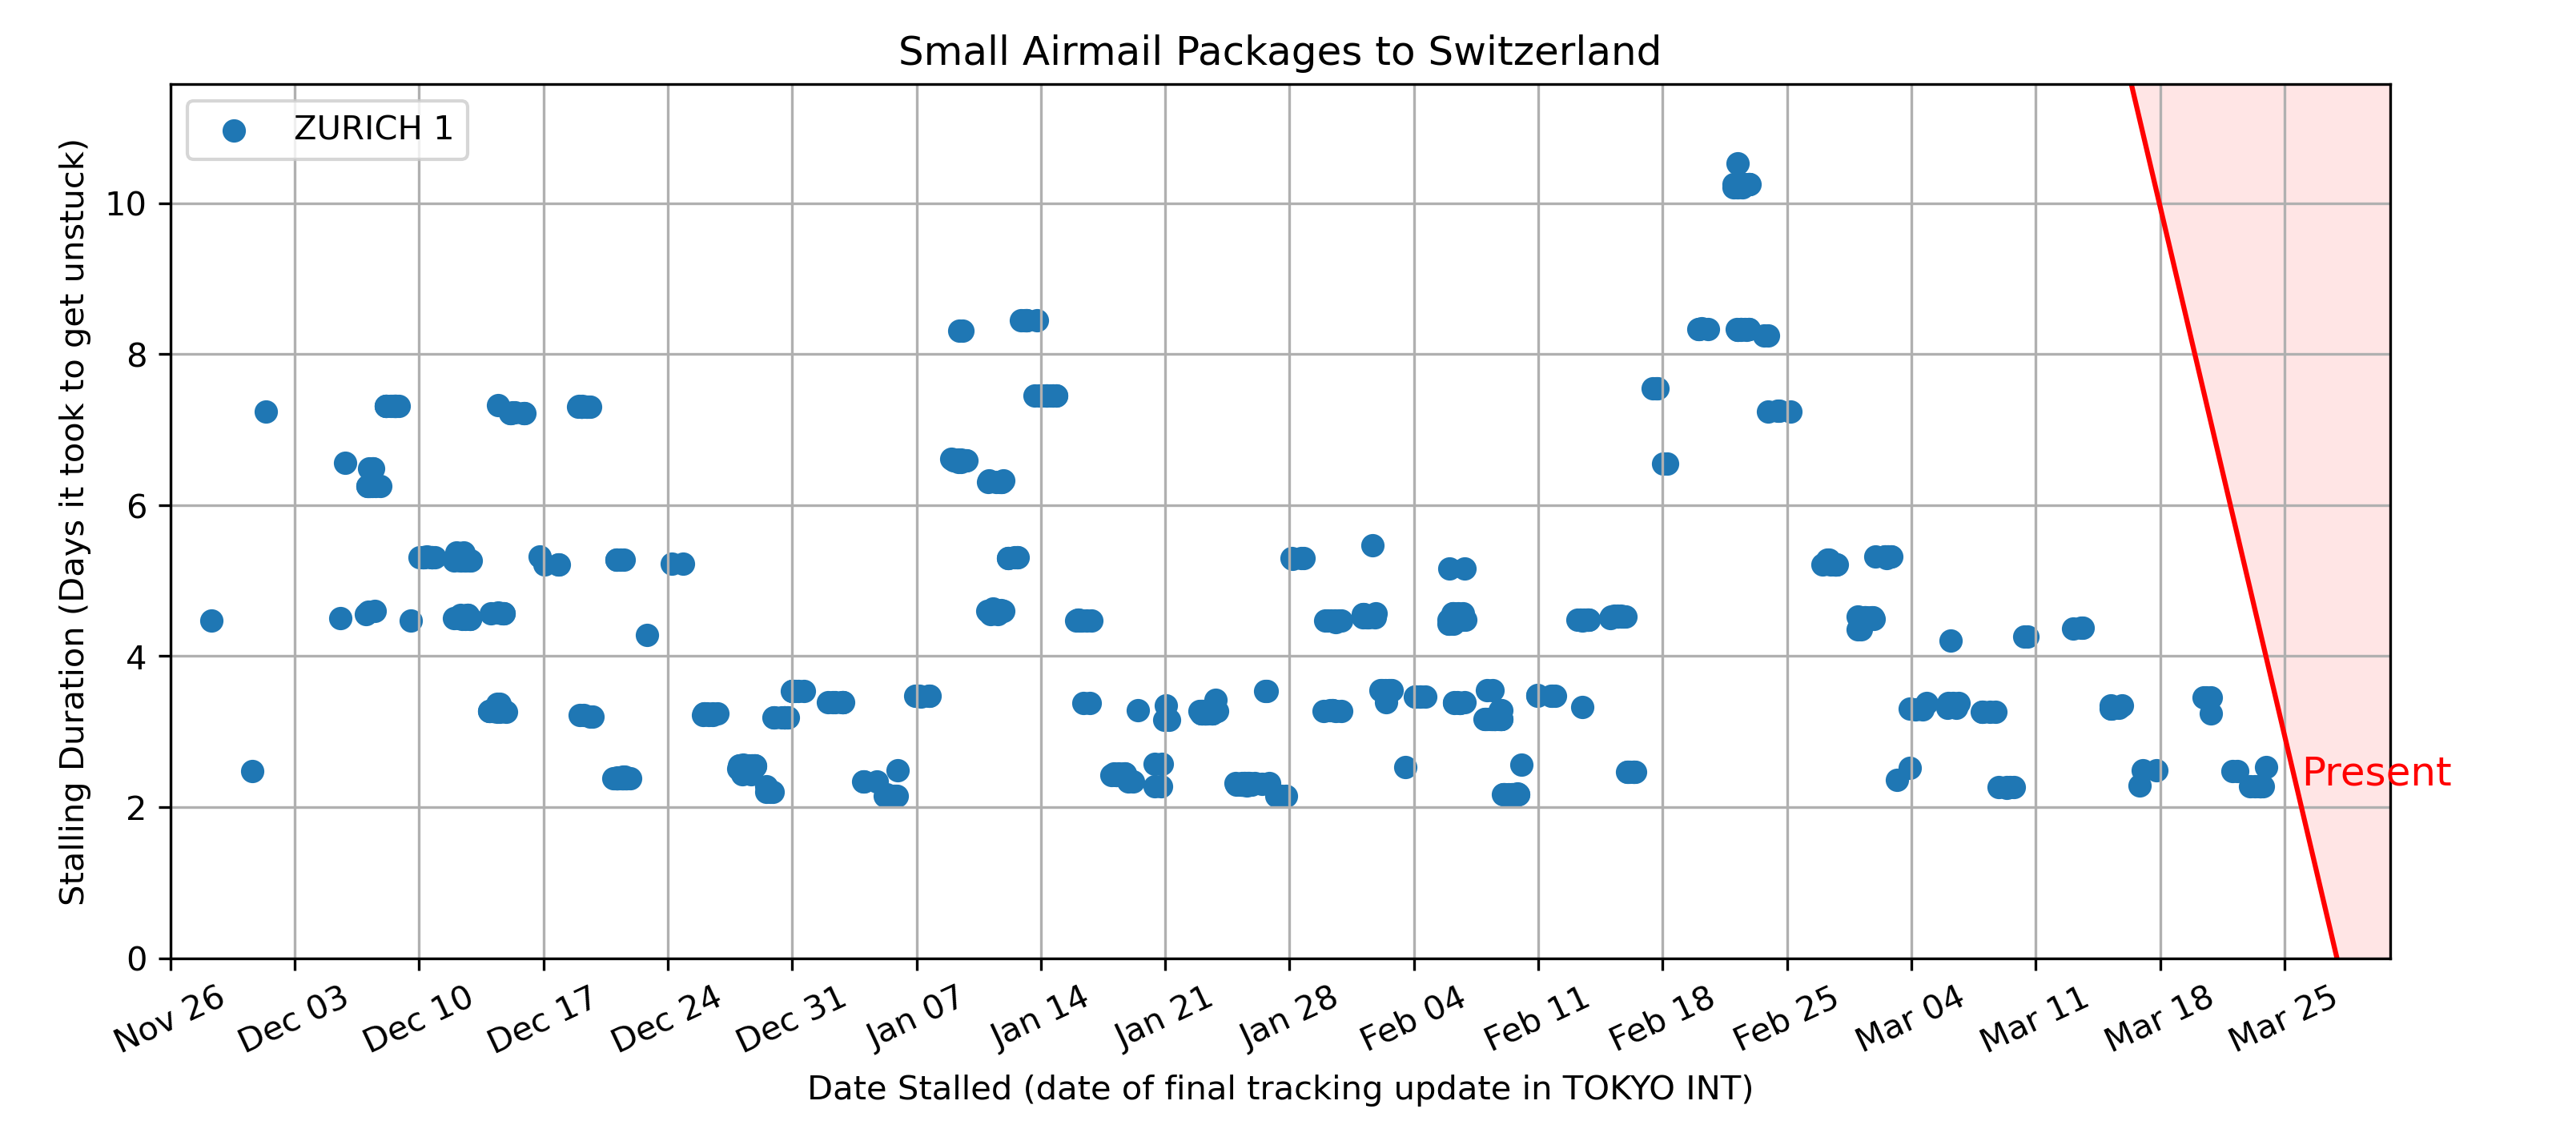 Small Airmail Packages to Switzerland
ZURICH 1
Stalling Duration (Days it took to get unstuck)
10
8
6
4
2
0
Present
Nov 26
Dec 03
Dec 10
Dec 17
Dec 24
Dec 31
Jan 07
Jan 14
Jan 21
Jan 28
Feb 04
Feb 11
Feb 18
Feb 25
Mar 04
Mar 11
Mar 18
Mar 25
Date Stalled (date of final tracking update in TOKYO INT)